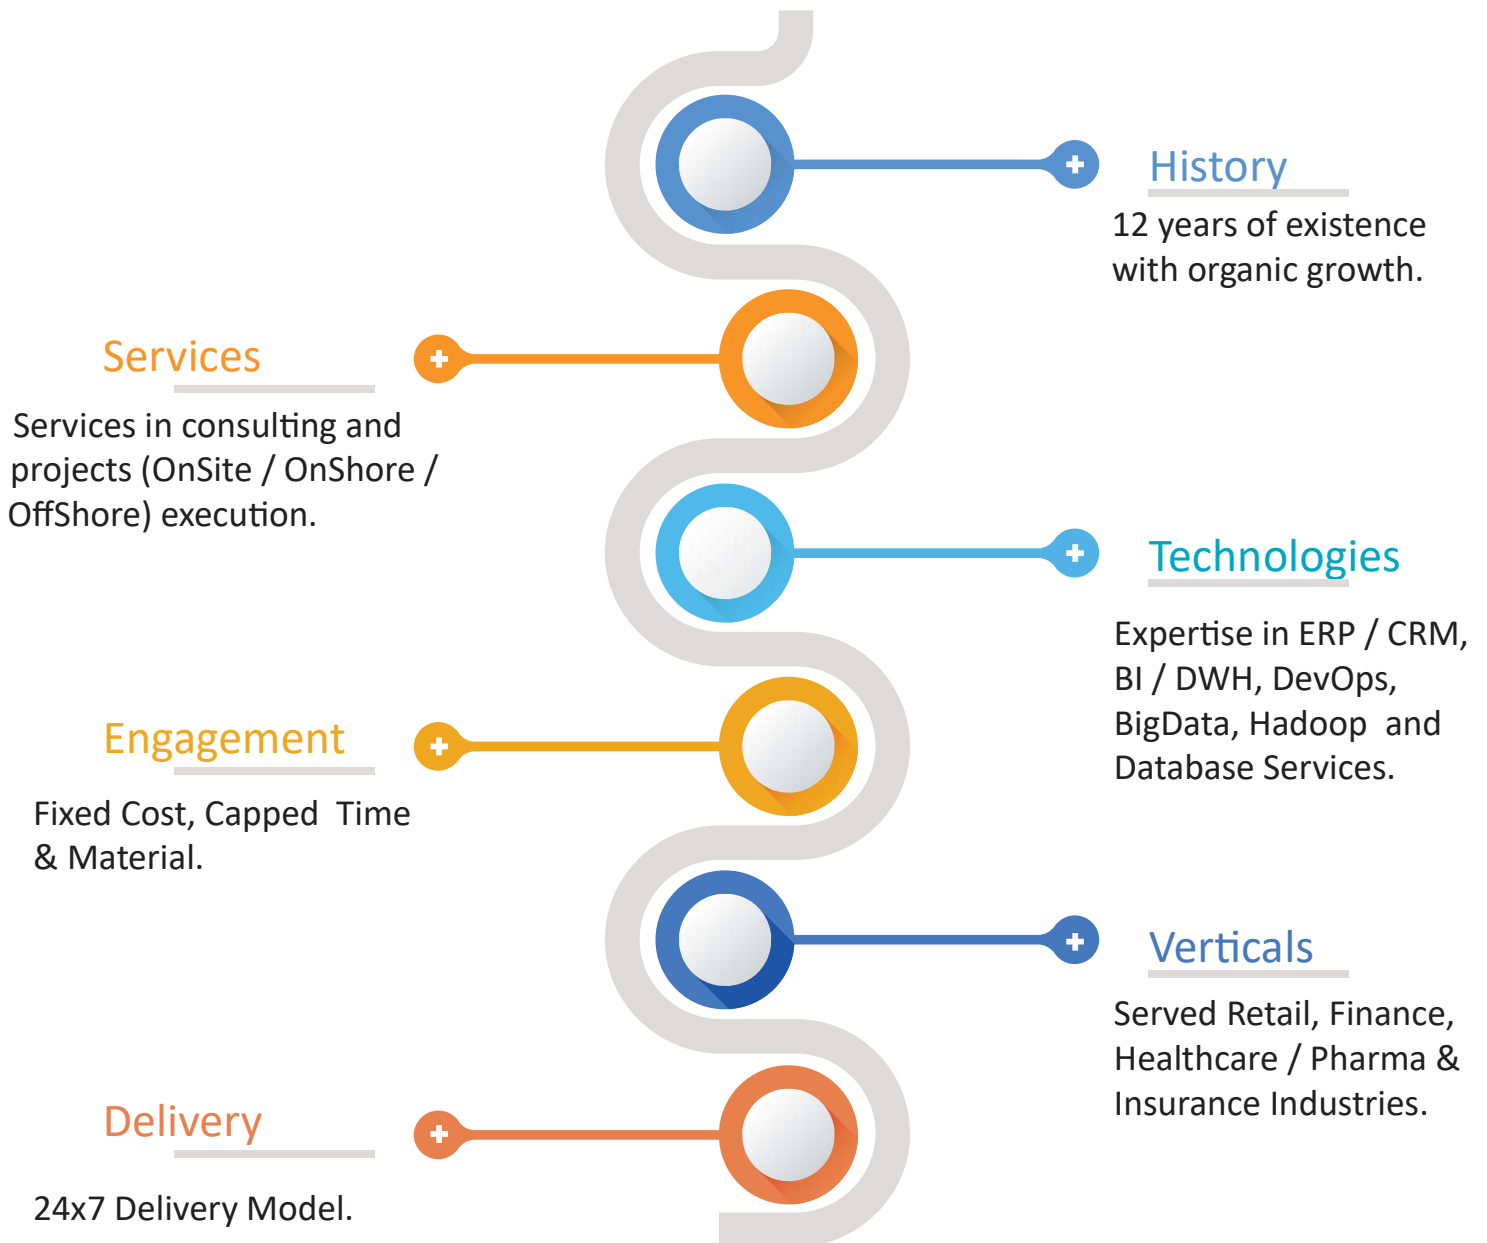 History
12 years of existence
with organic growth.
Services
Services in consulting and
projects (OnSite / OnShore /
OffShore) execution.
Technologies
Expertise in ERP / CRM,
BI / DWH, DevOps,
BigData, Hadoop  and
Database Services.
Engagement
Fixed Cost, Capped  Time
& Material.
Verticals
Served Retail, Finance,
Healthcare / Pharma &
Insurance Industries.
Delivery
24x7 Delivery Model.